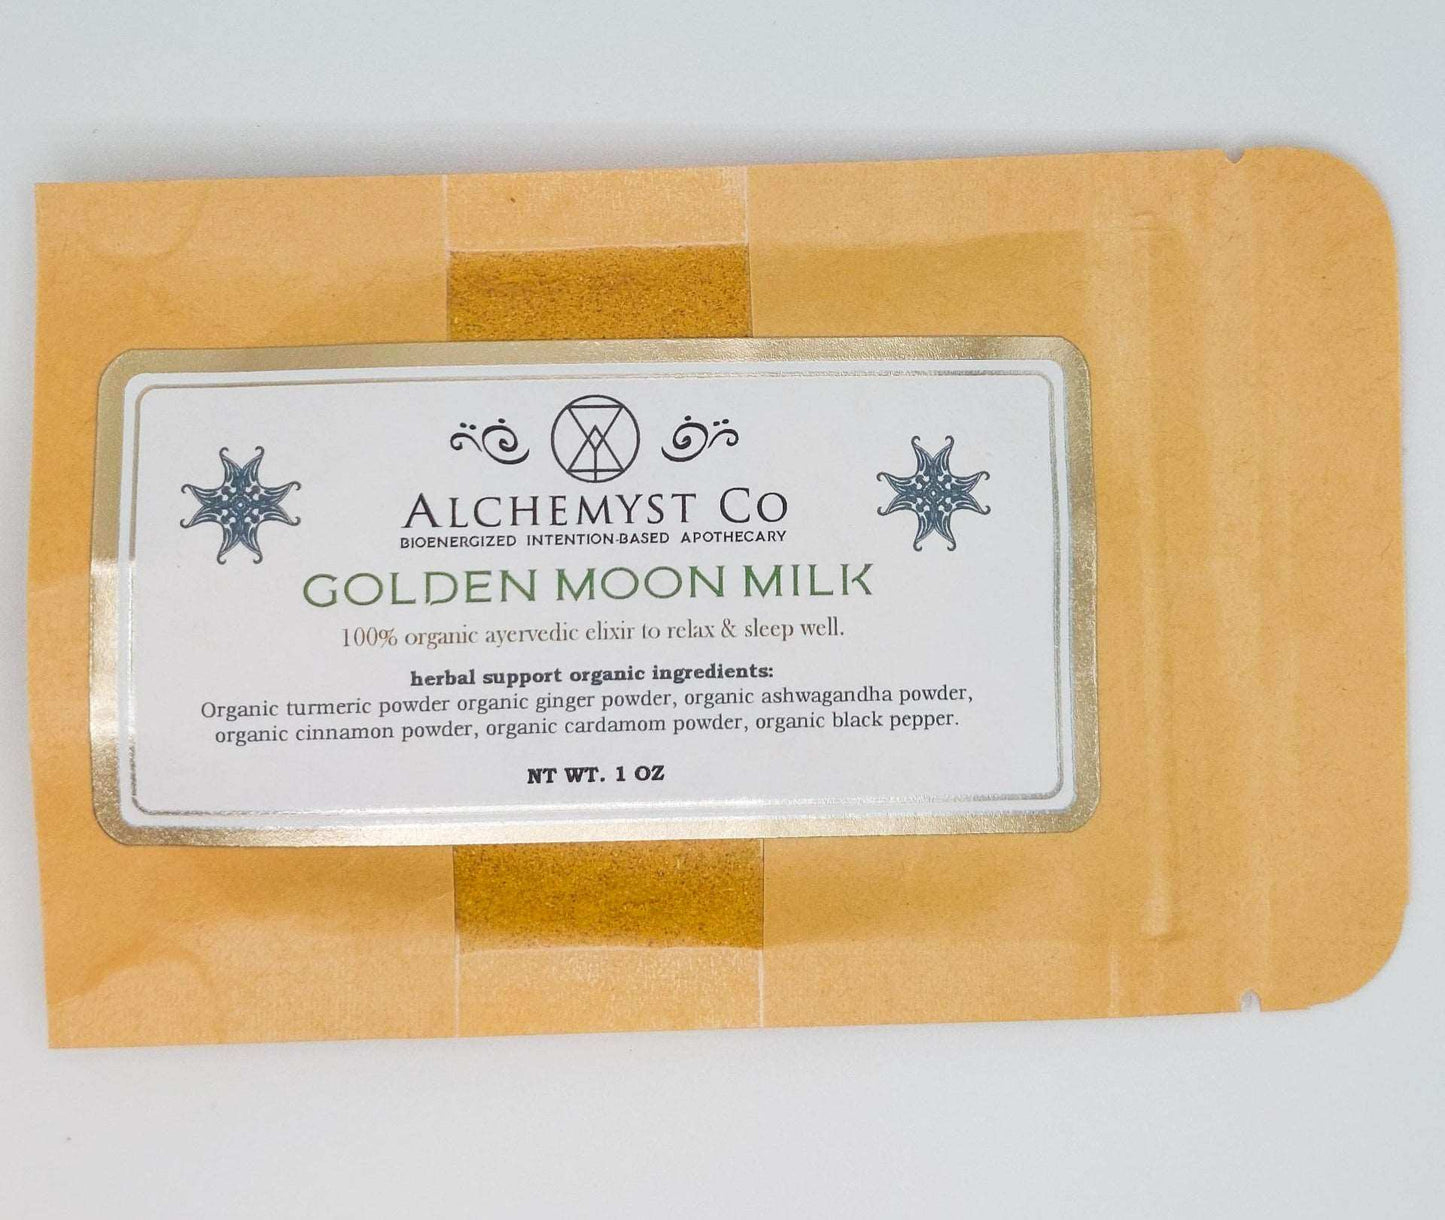 ALCHEMYST CO
BIOENERGIZED INTENTION-BASED APOTHECARY
GOLDEN MOON MILK
100% organic ayervedic elixir to relax & sleep well.
herbal support organic ingredients:
Organic turmeric powder organic ginger powder, organic ashwagandha powder,
organic cinnamon powder, organic cardamom powder, organic black pepper.
NT WT. 1 OZ